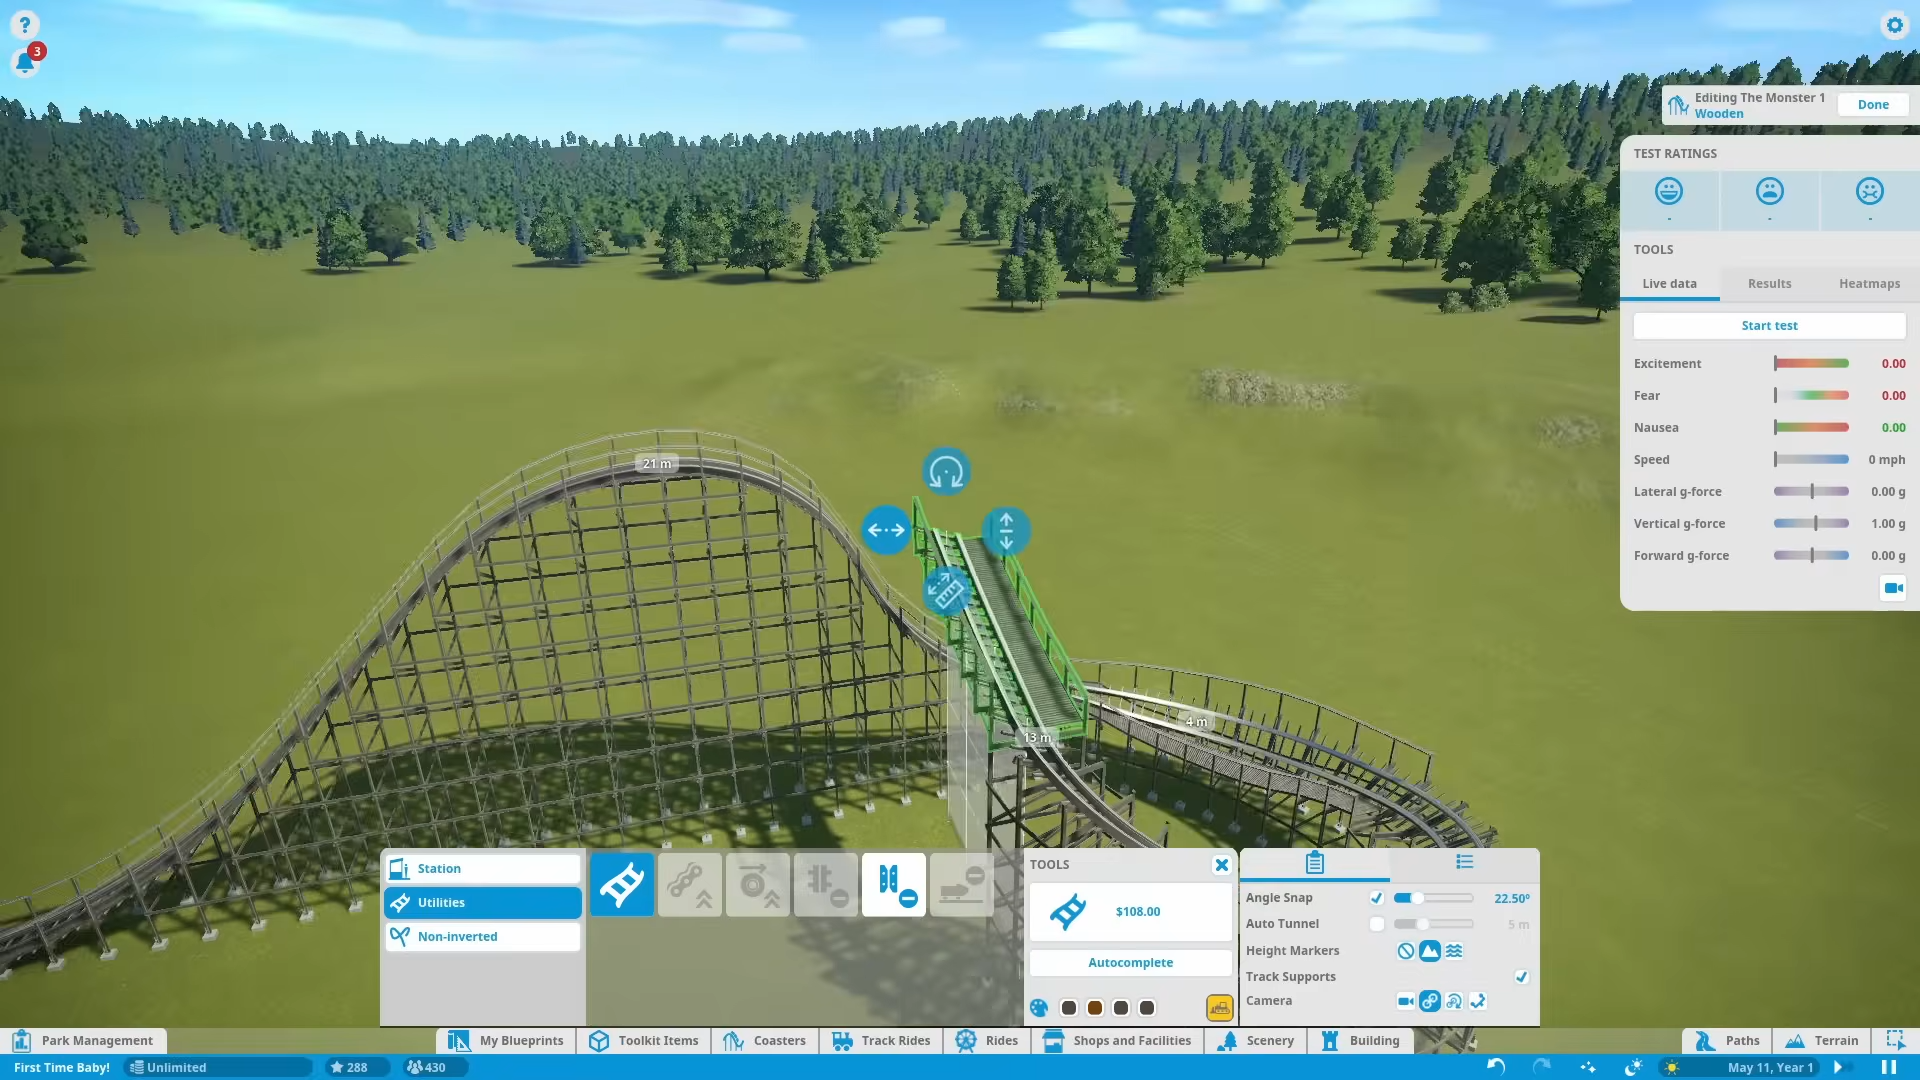 ?
3
Editing The Monster 1
Wooden
Done
TEST RATINGS
- - -
TOOLS
Live data Results Heatmaps
Start test
Excitement 0.00
Fear 0.00
Nausea 0.00
Speed 0 mph
Lateral g-force 0.00 g
Vertical g-force 1.00 g
Forward g-force 0.00 g
21 m
4 m
13 m
Station
Utilities
Non-inverted
TOOLS
$108.00
Autocomplete
Angle Snap 22.50°
Auto Tunnel 5 m
Height Markers
Track Supports
Camera
Park Management My Blueprints Toolkit Items Coasters Track Rides Rides Shops and Facilities Scenery Building Paths Terrain
First Time Baby! Unlimited 288 430 May 11, Year 1